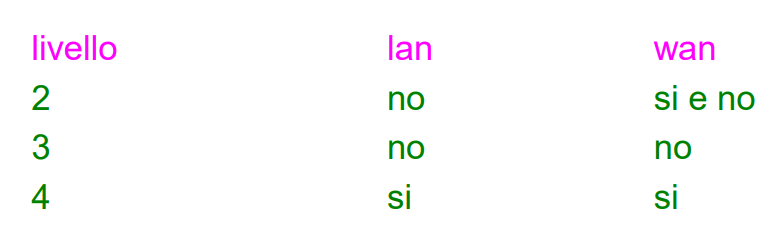 livello lan wan
2 no si e no
3 no no
4 si si